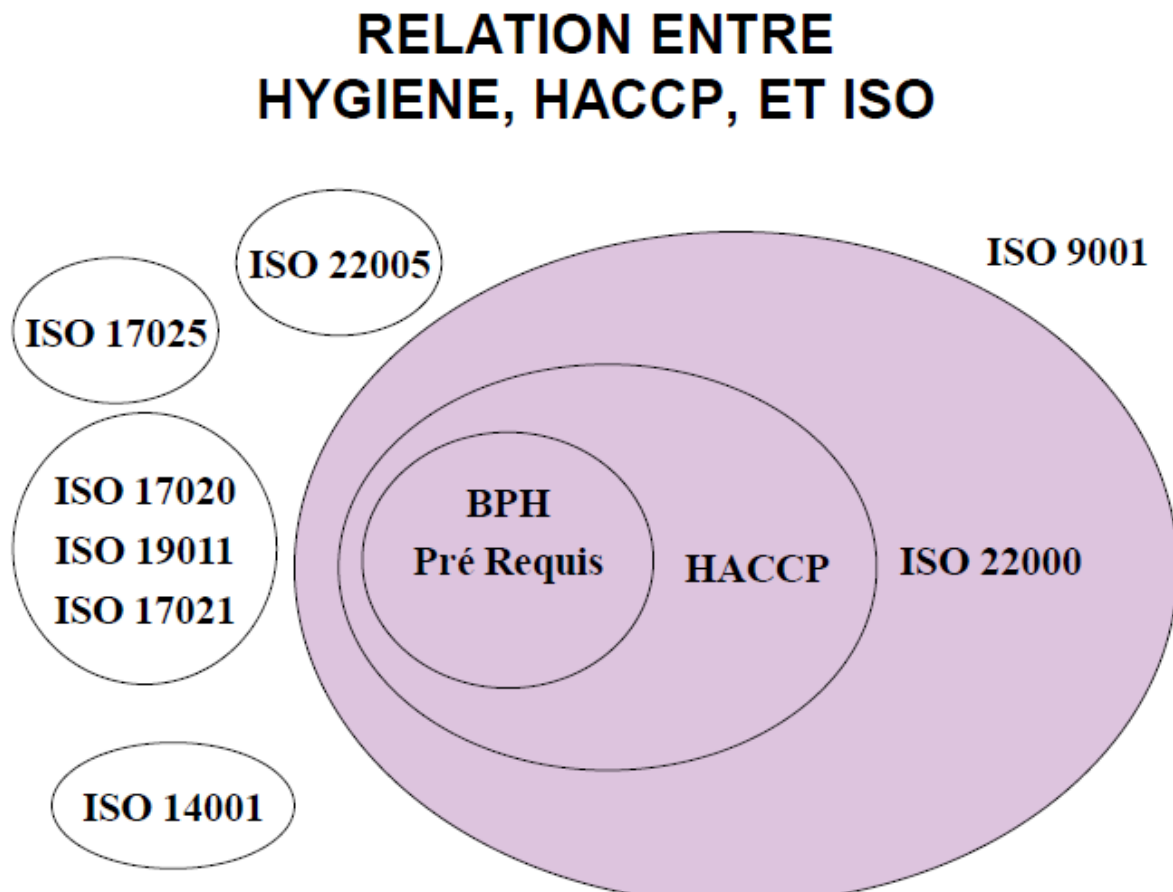 RELATION ENTRE
HYGIENE, HACCP, ET ISO
ISO 22005
ISO 9001
ISO 17025
ISO 17020
ISO 19011
ISO 17021
BPH
Pré Requis
HACCP
ISO 22000
ISO 14001